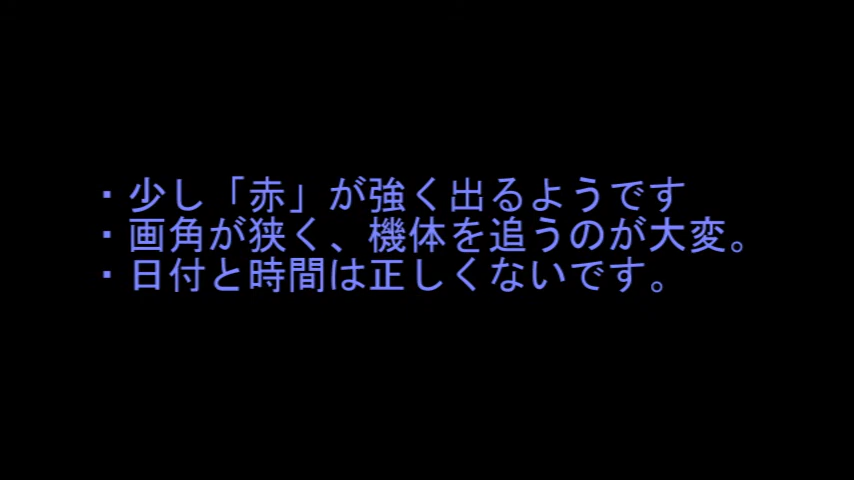 ・少し「赤」が強く出るようです
・画角が狭く、機体を追うのが大変。
・日付と時間は正しくないです。